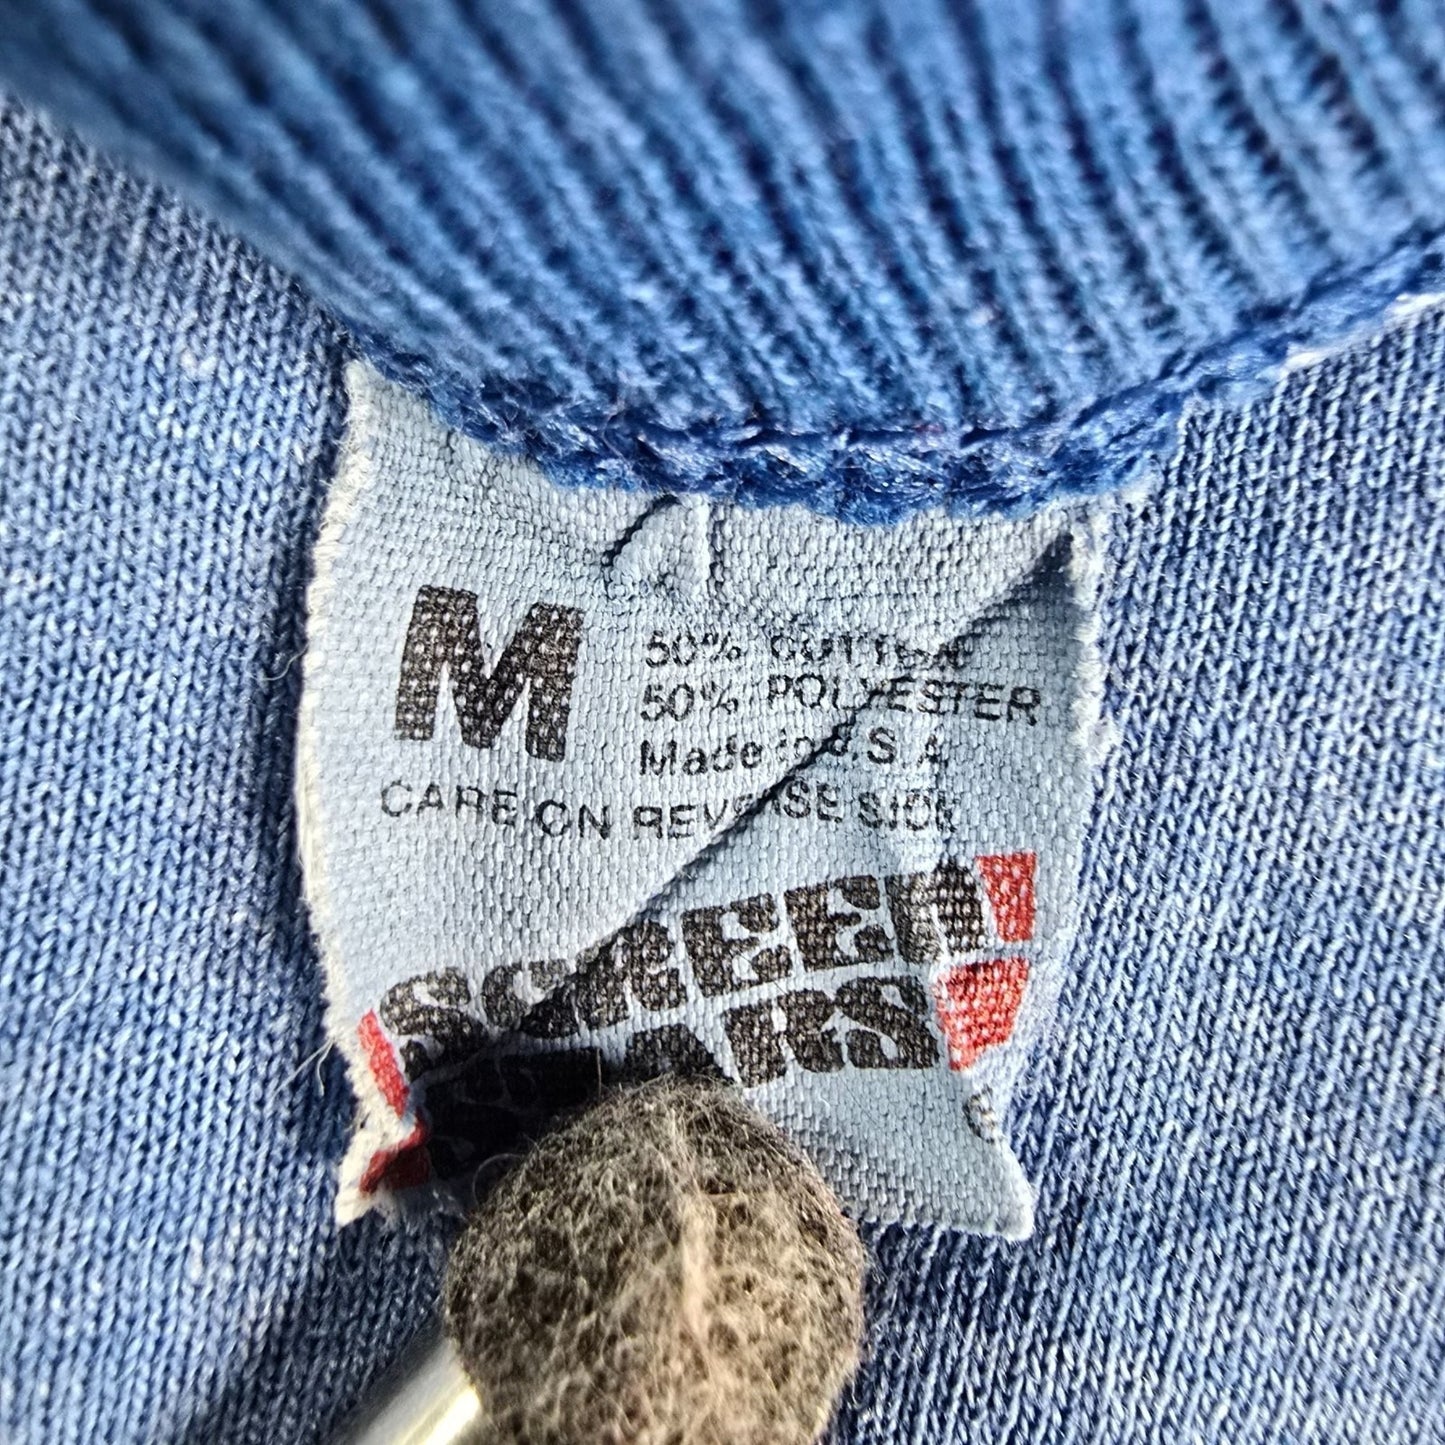 M
50% COTTON
50% POLYESTER
Made in U.S.A.
CARE ON REVERSE SIDE
SCREEN
STARS